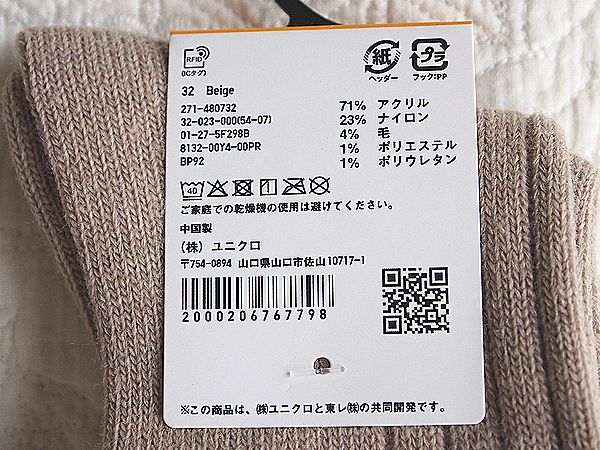 RFID
(ICタグ)
紙
ヘッダー
プラ
フック:PP
32 Beige
271-480732
32-023-000(54-07)
01-27-5F298B
8132-00Y4-00PR
BP92
71% アクリル
23% ナイロン
4% 毛
1% ポリエステル
1% ポリウレタン
40
ご家庭での乾燥機の使用は避けてください。
中国製
(株) ユニクロ
〒754-0894 山口県山口市佐山10717-1
2000206767798
※この商品は、㈱ユニクロと東レ㈱の共同開発です。